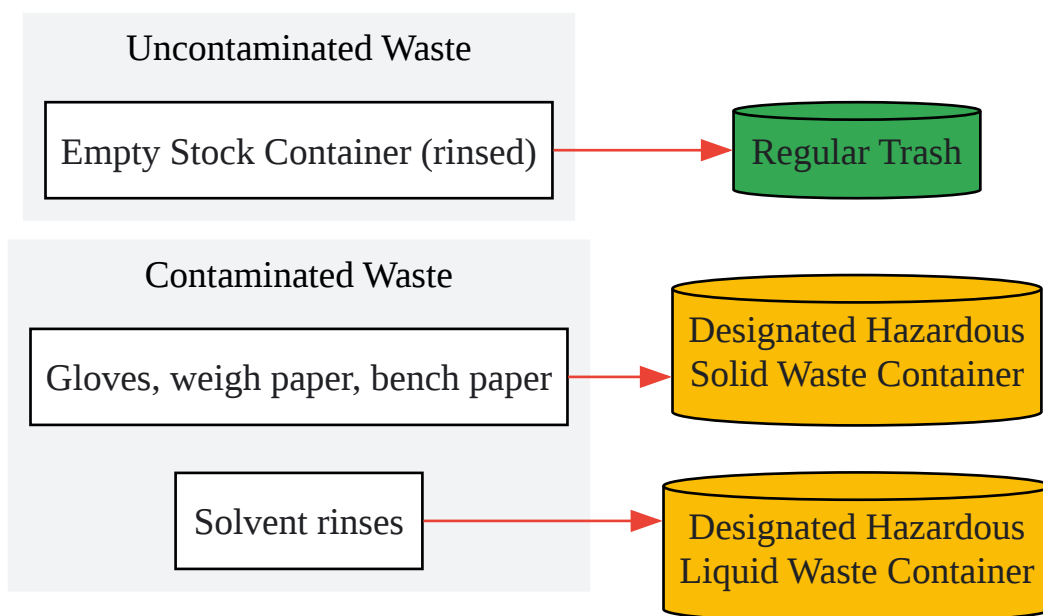 Uncontaminated Waste
Empty Stock Container (rinsed)
Regular Trash
Contaminated Waste
Gloves, weigh paper, bench paper
Designated Hazardous
Solid Waste Container
Solvent rinses
Designated Hazardous
Liquid Waste Container